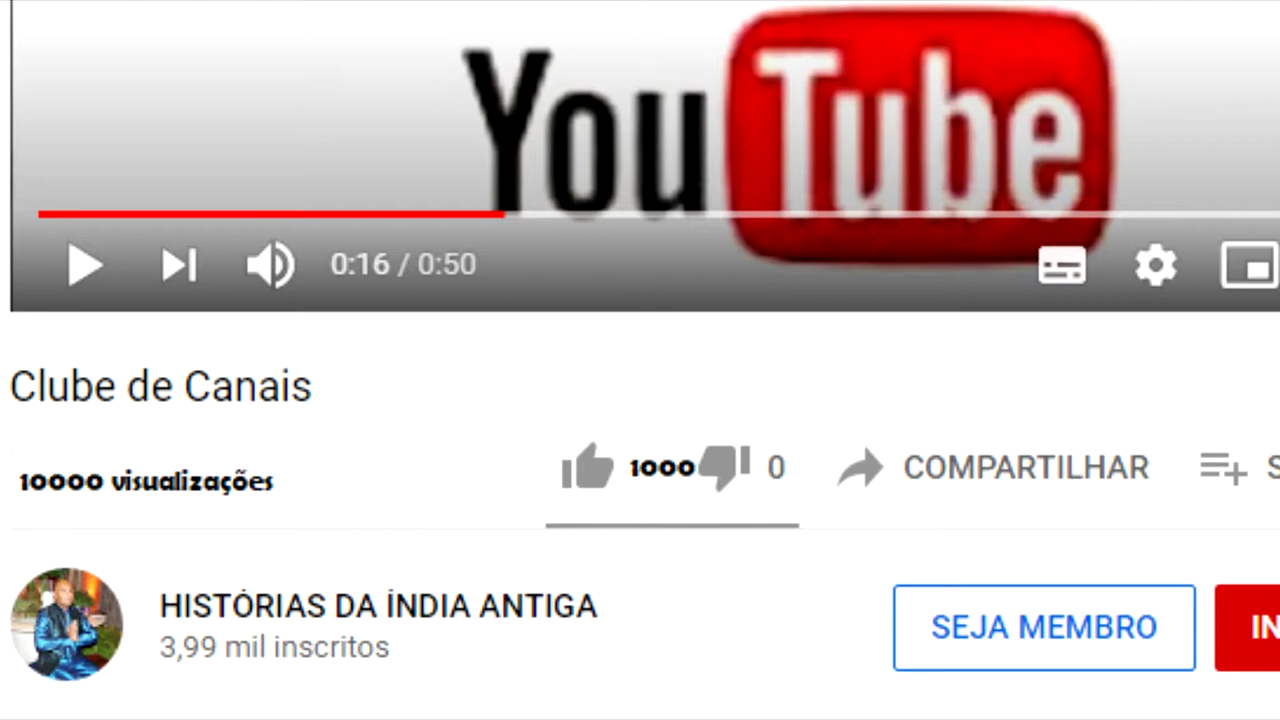 YouTube
0:16 / 0:50
Clube de Canais
10000 visualizações
1000 0 COMPARTILHAR S
HISTÓRIAS DA ÍNDIA ANTIGA
3,99 mil inscritos
SEJA MEMBRO IN